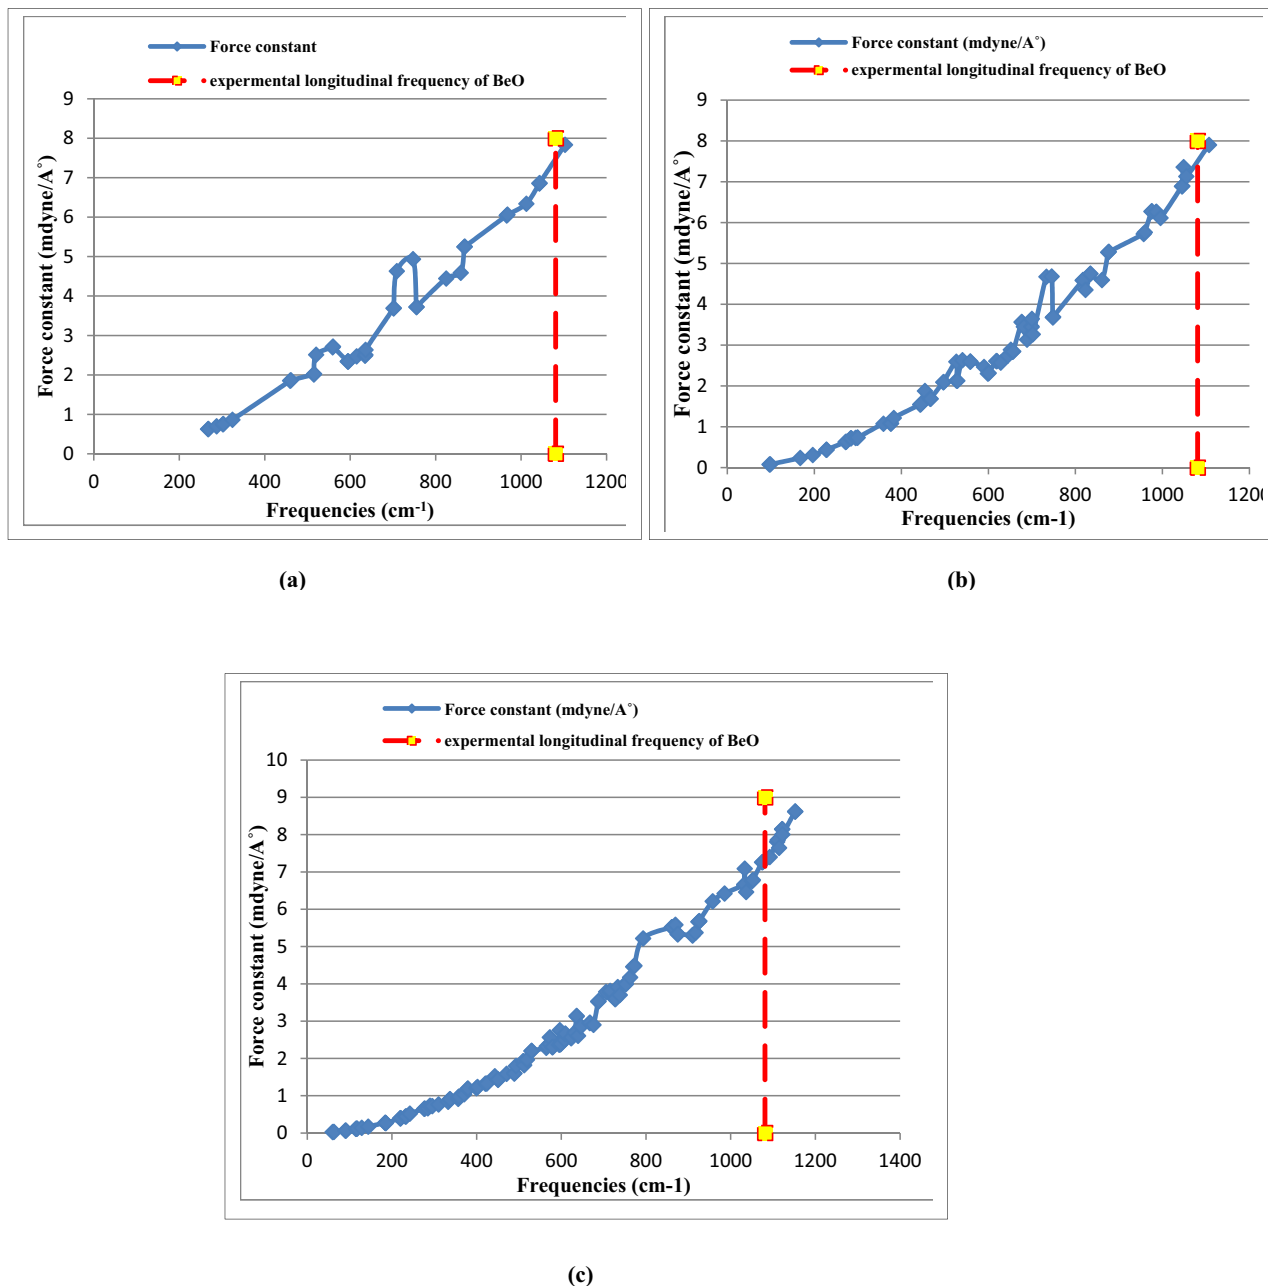 Force constant
expermental longitudinal frequency of BeO
Force constant (mdyne/A°)
9
8
7
6
5
4
3
2
1
0
0 200 400 600 800 1000 1200
Frequencies (cm-1)
(a)
Force constant (mdyne/A°)
expermental longitudinal frequency of BeO
Force constant (mdyne/A°)
9
8
7
6
5
4
3
2
1
0
0 200 400 600 800 1000 1200
Frequencies (cm-1)
(b)
Force constant (mdyne/A°)
expermental longitudinal frequency of BeO
Force constant (mdyne/A°)
10
9
8
7
6
5
4
3
2
1
0
0 200 400 600 800 1000 1200 1400
Frequencies (cm-1)
(c)